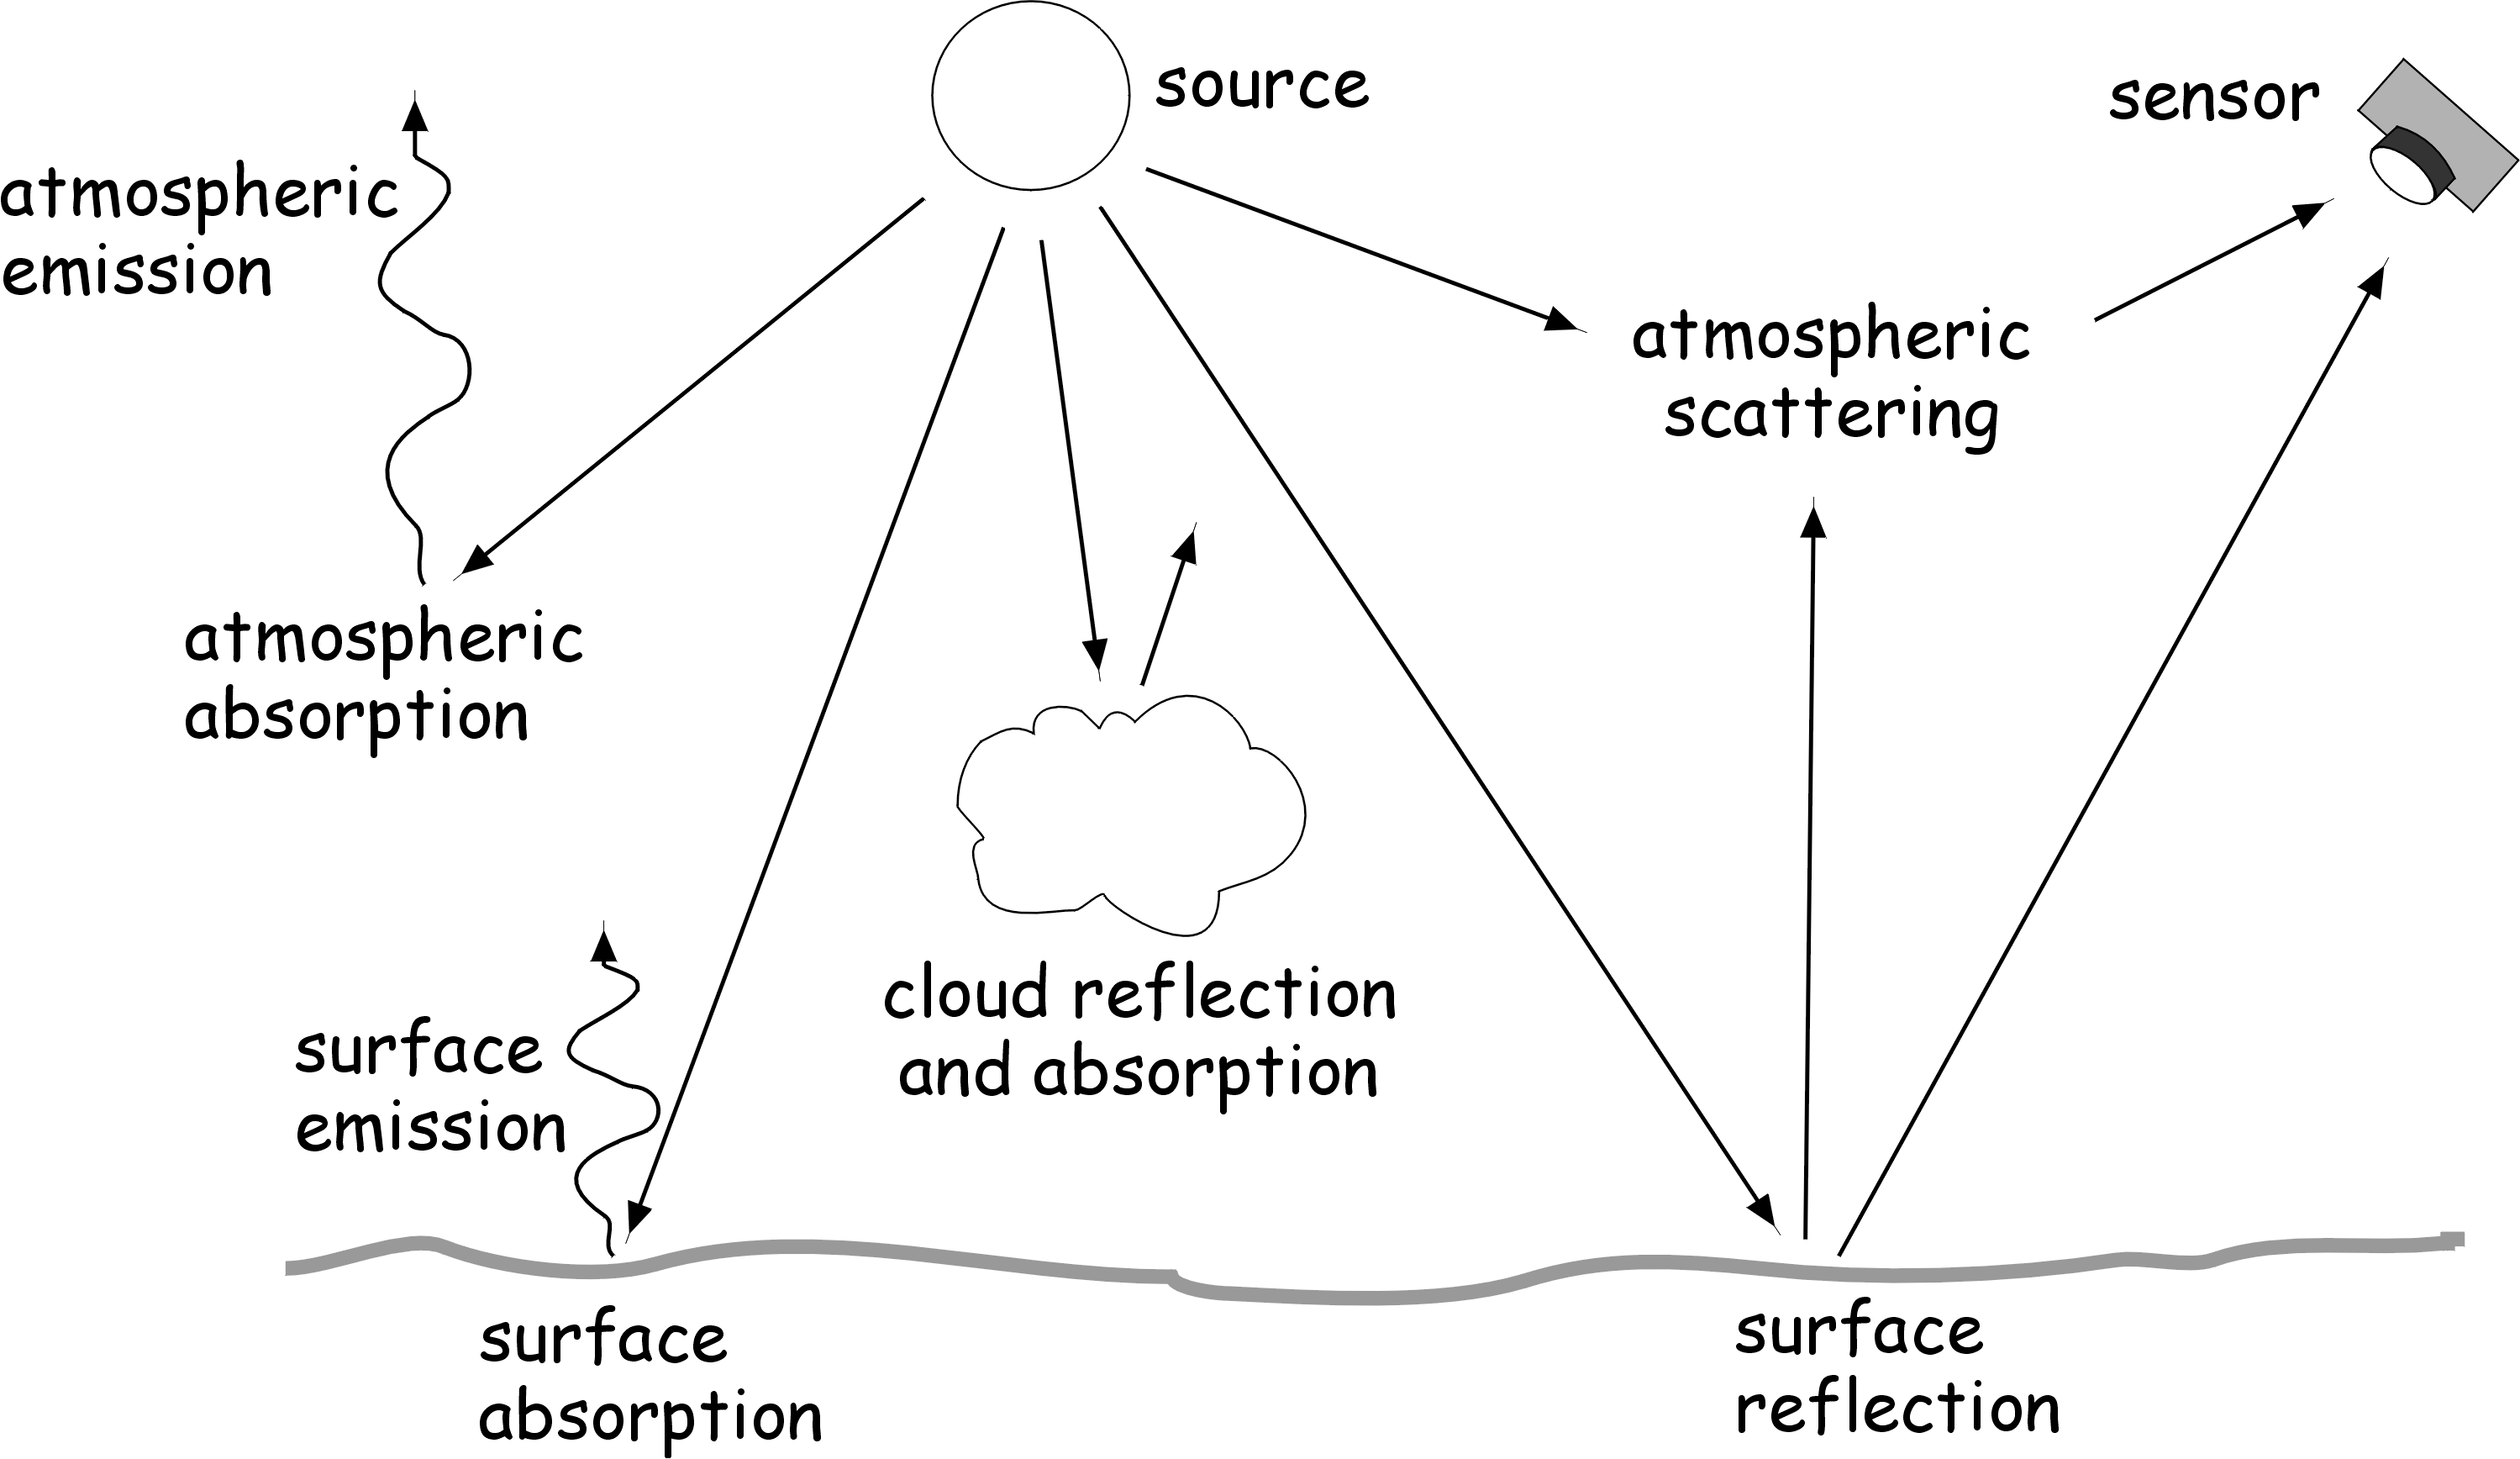 source
sensor
atmospheric
emission
atmospheric
scattering
atmospheric
absorption
cloud reflection
and absorption
surface
emission
surface
absorption
surface
reflection